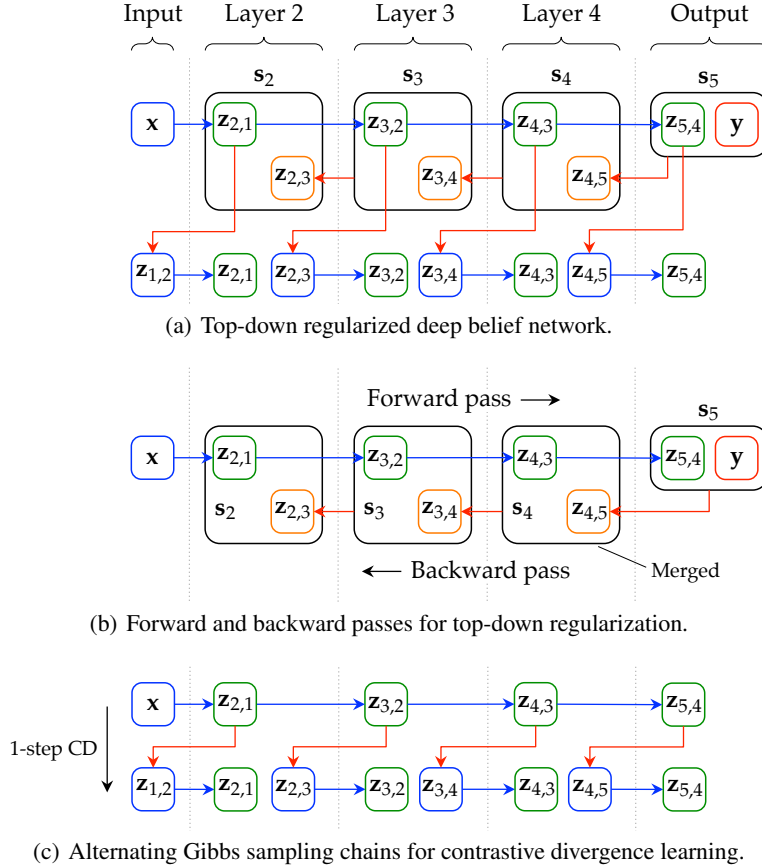 Input Layer 2 Layer 3 Layer 4 Output
s2 s3 s4 s5
x z2,1 z3,2 z4,3 z5,4 y
z2,3 z3,4 z4,5
z1,2 z2,1 z2,3 z3,2 z3,4 z4,3 z4,5 z5,4
(a) Top-down regularized deep belief network.
Forward pass
s5
x z2,1 z3,2 z4,3 z5,4 y
s2 z2,3 s3 z3,4 s4 z4,5
Backward pass Merged
(b) Forward and backward passes for top-down regularization.
x z2,1 z3,2 z4,3 z5,4
1-step CD
z1,2 z2,1 z2,3 z3,2 z3,4 z4,3 z4,5 z5,4
(c) Alternating Gibbs sampling chains for contrastive divergence learning.